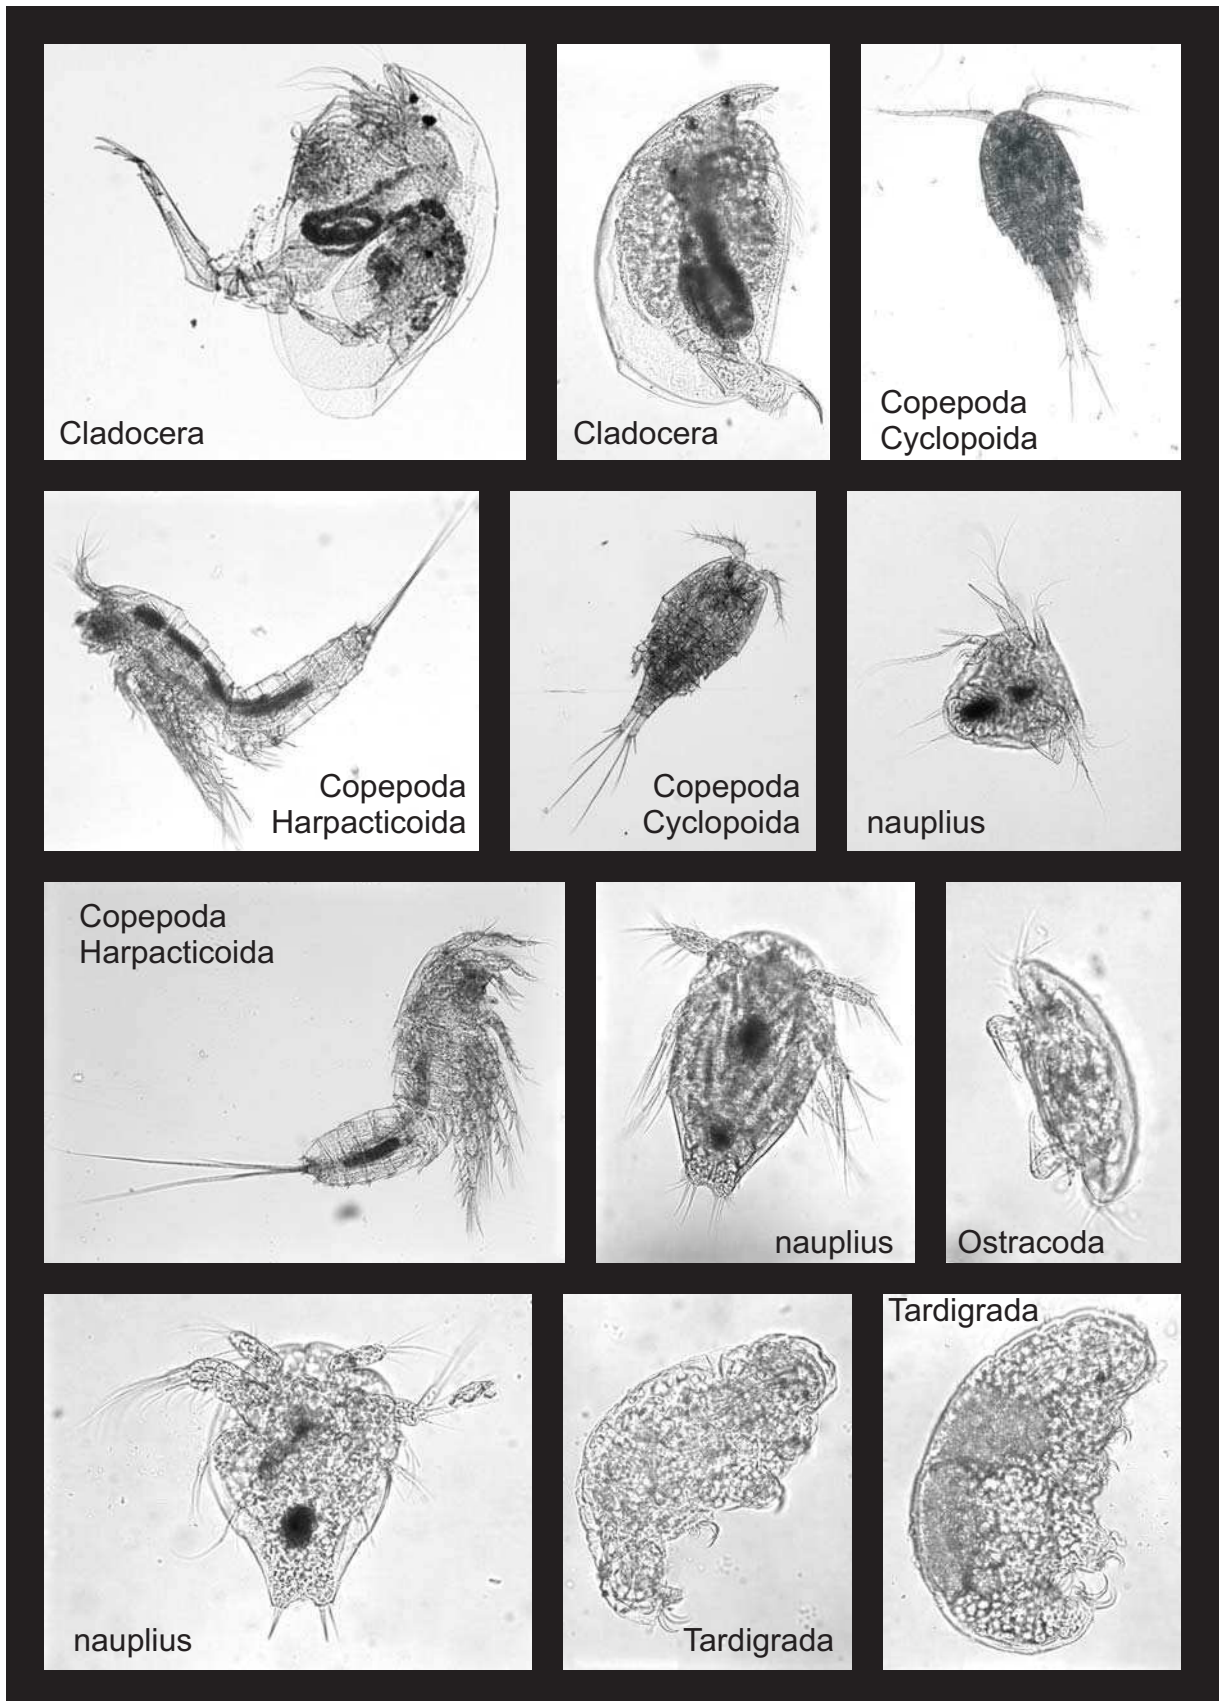 Cladocera
Cladocera
Copepoda
Cyclopoida
Copepoda
Harpacticoida
Copepoda
Cyclopoida
nauplius
Copepoda
Harpacticoida
nauplius
Ostracoda
nauplius
Tardigrada
Tardigrada